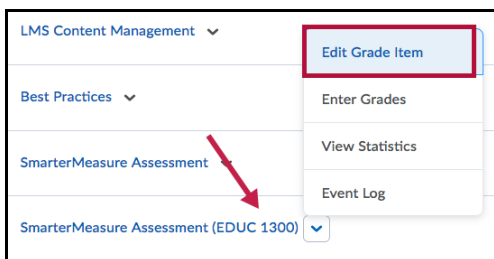 LMS Content Management
Best Practices
SmarterMeasure Assessment
SmarterMeasure Assessment (EDUC 1300)
Edit Grade Item
Enter Grades
View Statistics
Event Log